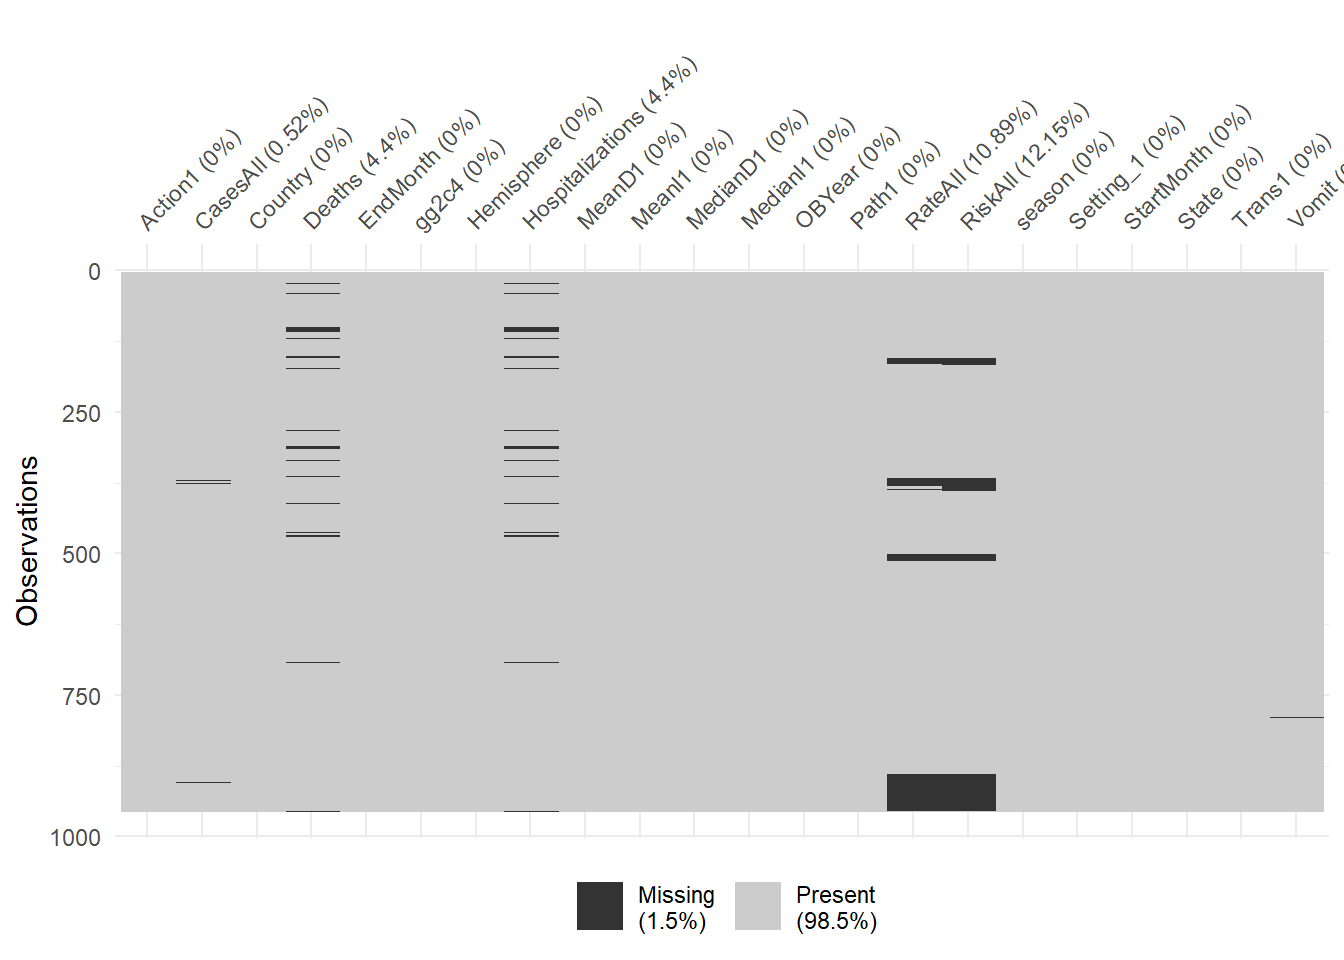 Action1 (0%)
CasesAll (0.52%)
Country (0%)
Deaths (4.4%)
EndMonth (0%)
gg2c4 (0%)
Hemisphere (0%)
Hospitalizations (4.4%)
MeanD1 (0%)
MeanI1 (0%)
MedianD1 (0%)
MedianI1 (0%)
OBYear (0%)
Path1 (0%)
RateAll (10.89%)
RiskAll (12.15%)
season (0%)
Setting_1 (0%)
StartMonth (0%)
State (0%)
Trans1 (0%)
Vomit (
0
250
500
750
1000
Observations
Missing
(1.5%)
Present
(98.5%)